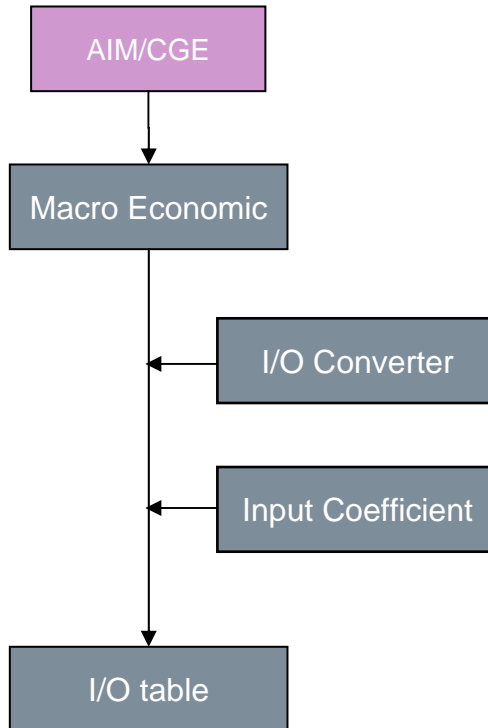 AIM/CGE
Macro Economic
I/O Converter
Input Coefficient
I/O table